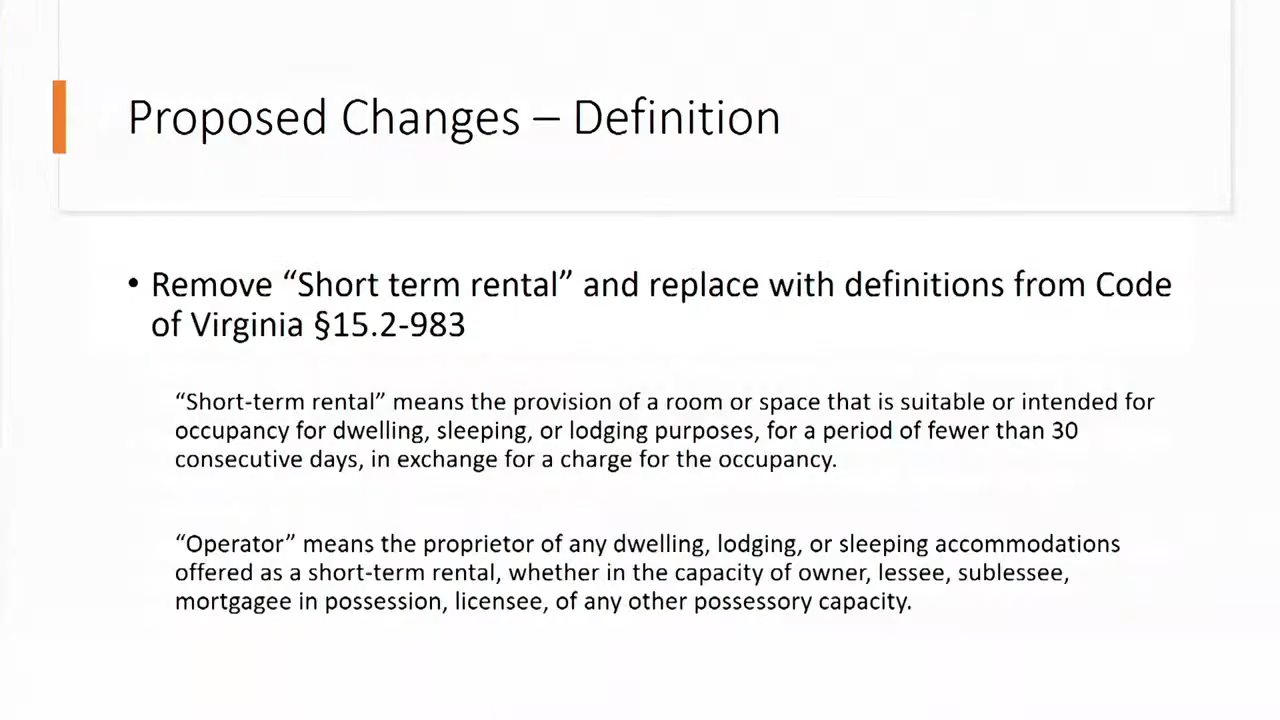 Proposed Changes – Definition
• Remove “Short term rental” and replace with definitions from Code
of Virginia §15.2-983
“Short-term rental” means the provision of a room or space that is suitable or intended for
occupancy for dwelling, sleeping, or lodging purposes, for a period of fewer than 30
consecutive days, in exchange for a charge for the occupancy.
“Operator” means the proprietor of any dwelling, lodging, or sleeping accommodations
offered as a short-term rental, whether in the capacity of owner, lessee, sublessee,
mortgagee in possession, licensee, of any other possessory capacity.